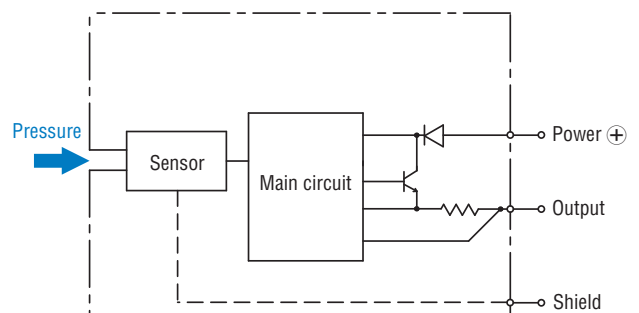 Pressure
Sensor
Main circuit
Power ⊕
Output
Shield